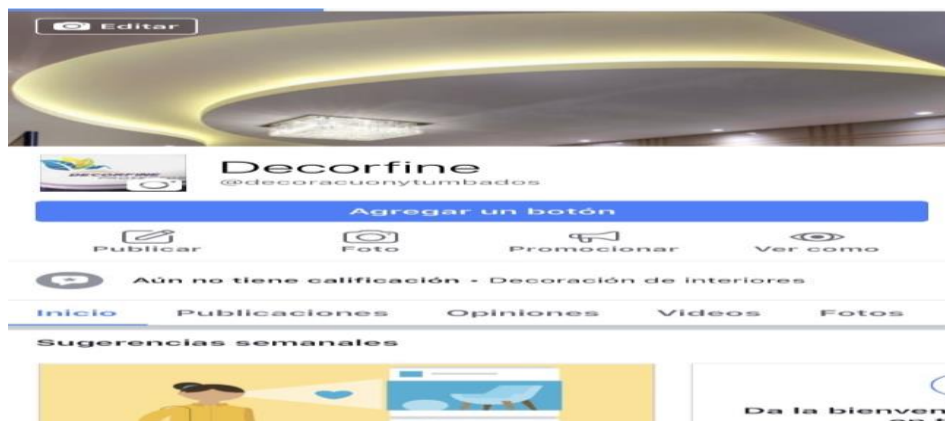 Editar
DECORFINE
Decorfine
@decoracuonytumbados
Agregar un botón
Publicar
Foto
Promocionar
Ver como
Aún no tiene calificación · Decoración de interiores
Inicio
Publicaciones
Opiniones
Videos
Fotos
Sugerencias semanales
Da la bienven